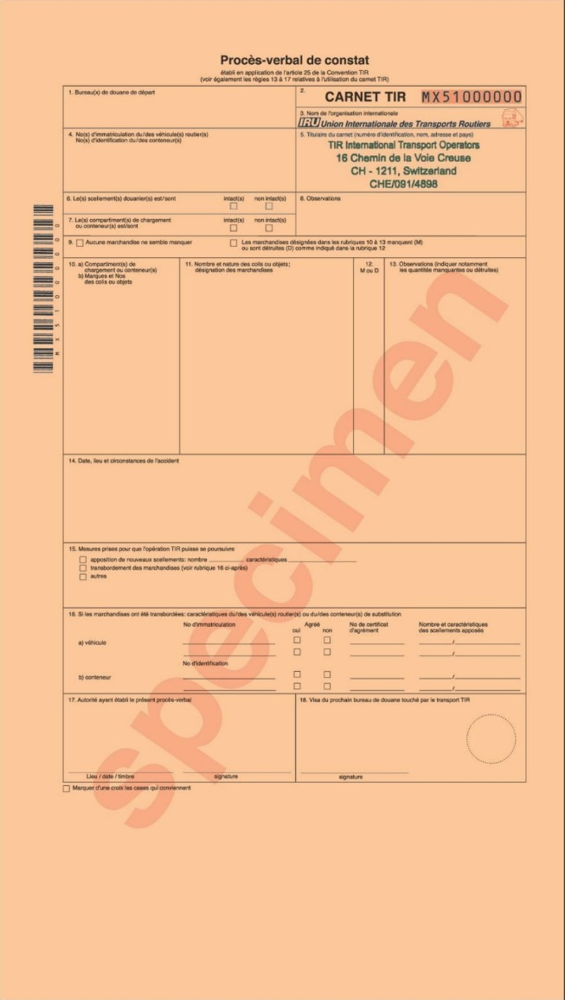 Procès-verbal de constat
établi en application de l'article 25 de la Convention TIR
(voir également les règles 13 à 17 relatives à l'utilisation du carnet TIR)
1. Bureau(x) de douane de départ
2.
CARNET TIR MX51000000
3. Nom de l'organisation internationale
IRU Union Internationale des Transports Routiers
4. No(s) d'immatriculation du/des véhicule(s) routier(s)
No(s) d'identification du/des conteneur(s)
5. Titulaire du carnet (numéro d'identification, nom, adresse et pays)
TIR International Transport Operators
16 Chemin de la Voie Creuse
CH - 1211, Switzerland
CHE/091/4898
6. Le(s) scellement(s) douanier(s) est/sont
intact(s) non intact(s)
8. Observations
7. Le(s) compartiment(s) de chargement
ou conteneur(s) est/sont
intact(s) non intact(s)
9. Aucune marchandise ne semble manquer
Les marchandises désignées dans les rubriques 10 à 13 manquent (M)
ou sont détruites (D) comme indiqué dans la rubrique 12
10. a) Compartiment(s) de
chargement ou conteneur(s)
b) Marques et Nos
des colis ou objets
11. Nombre et nature des colis ou objets;
désignation des marchandises
12.
M ou D
13. Observations (indiquer notamment
les quantités manquantes ou détruites)
MX51000000
14. Date, lieu et circonstances de l'accident
15. Mesures prises pour que l'opération TIR puisse se poursuivre
apposition de nouveaux scellements: nombre caractéristiques
transbordement des marchandises (voir rubrique 16 ci-après)
autres
16. Si les marchandises ont été transbordées: caractéristiques du/des véhicule(s) routier(s) ou du/des conteneur(s) de substitution
No d'immatriculation
Agréé
oui non
No de certificat
d'agrément
Nombre et caractéristiques
des scellements apposés
a) véhicule
/
/
No d'identification
b) conteneur
/
/
17. Autorité ayant établi le présent procès-verbal
18. Visa du prochain bureau de douane touché par le transport TIR
Lieu / date / timbre
signature
signature
Marquer d'une croix les cases qui conviennent
specimen